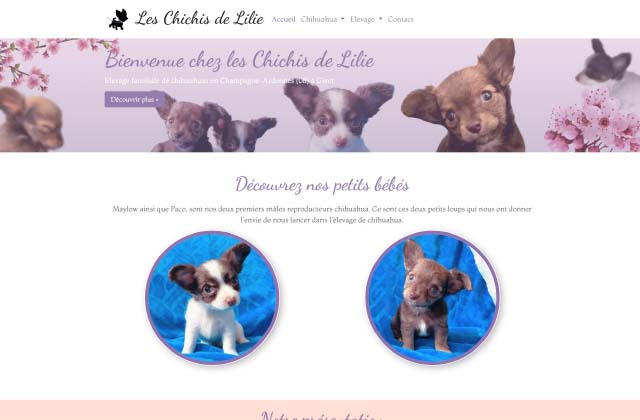 Les Chichis de Lilie
Accueil Chihuahua Elevage Contact
Bienvenue chez les Chichis de Lilie
Elevage familiale de chihuahuas en Champagne-Ardennes (08) à Givet.
Découvrir plus »
Découvrez nos petits bébés
Maylow ainsi que Paco, sont nos deux premiers mâles reproducteurs chihuahua. Ce sont ces deux petits loups qui nous ont donner
l'envie de nous lancer dans l'élevage de chihuahua.
Notre présentation